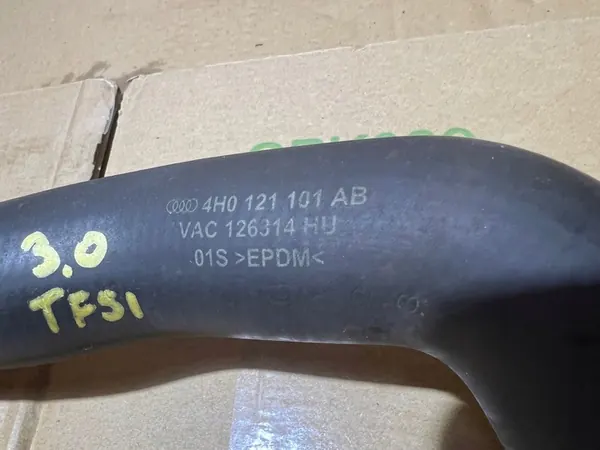 4H0 121 101 AB
VAC 126314 HU
01S >EPDM<
3.0
TFSI